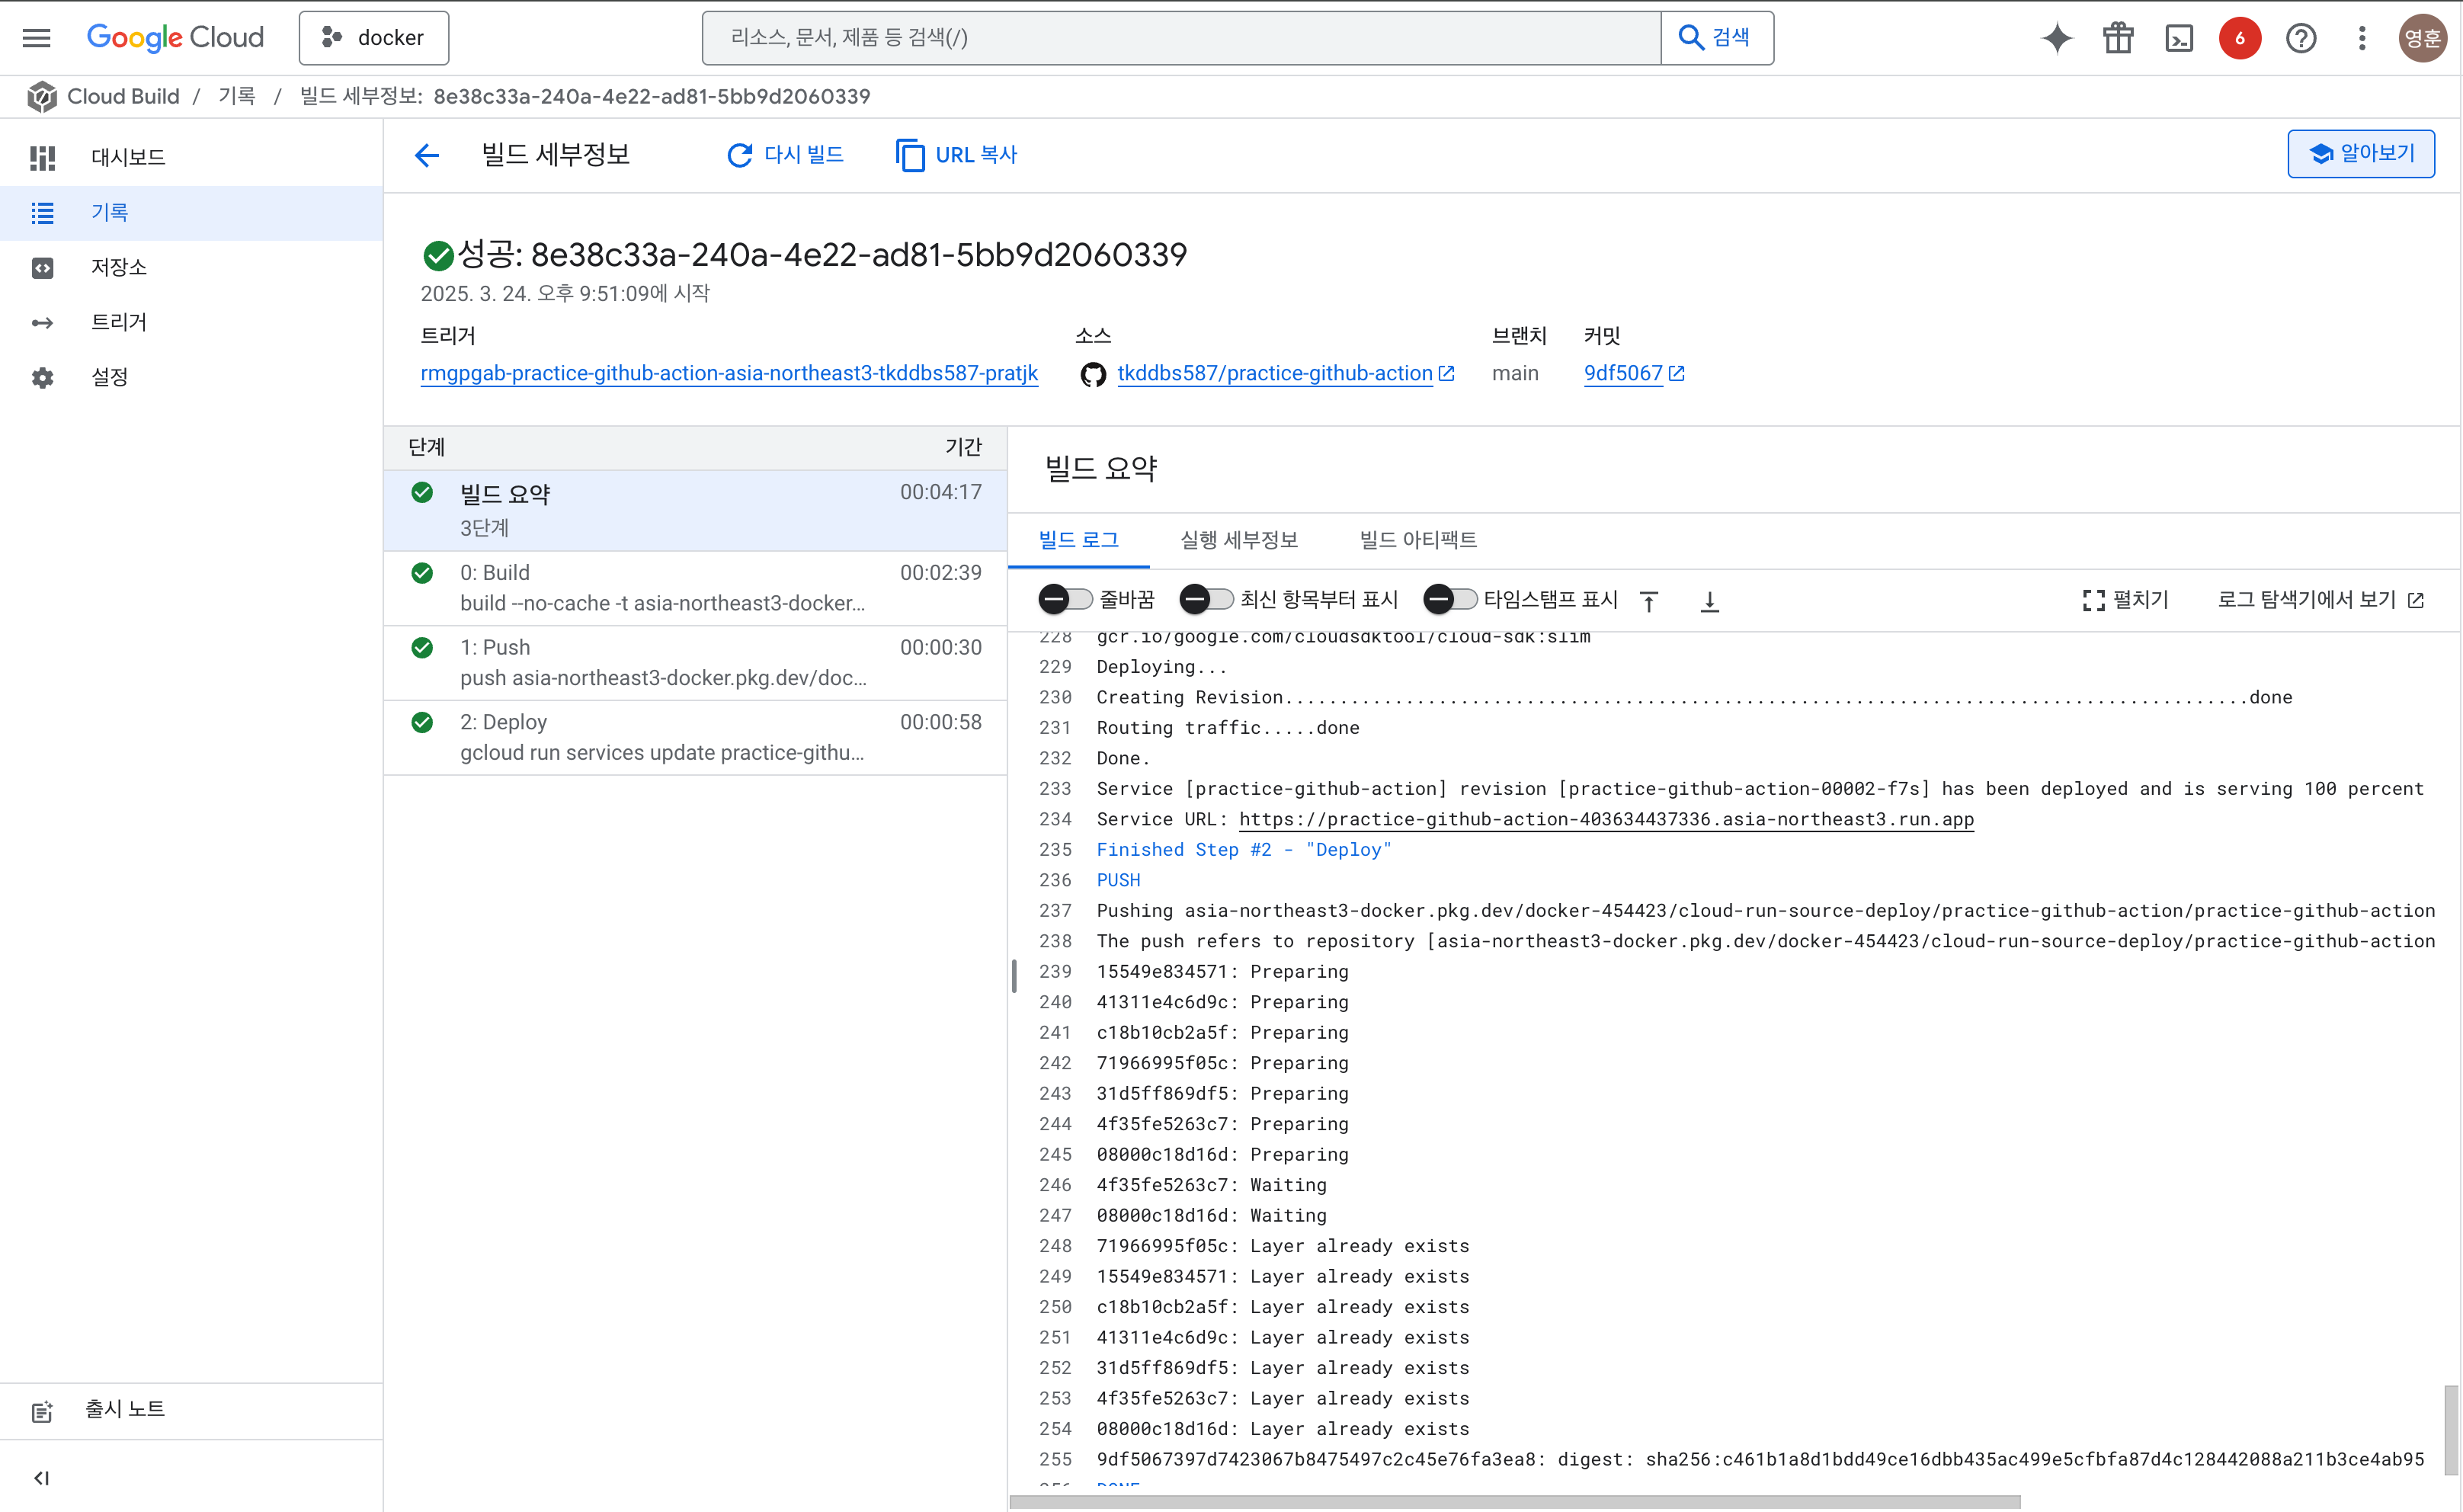 Google Cloud
docker
리소스, 문서, 제품 등 검색(/)
검색
6
영훈
Cloud Build / 기록 / 빌드 세부정보: 8e38c33a-240a-4e22-ad81-5bb9d2060339
대시보드
기록
저장소
트리거
설정
출시 노트
빌드 세부정보
다시 빌드
URL 복사
알아보기
성공: 8e38c33a-240a-4e22-ad81-5bb9d2060339
2025. 3. 24. 오후 9:51:09에 시작
트리거
rmgpgab-practice-github-action-asia-northeast3-tkddbs587-pratjk
소스
tkddbs587/practice-github-action
브랜치
main
커밋
9df5067
단계 기간
빌드 요약 00:04:17
3단계
0: Build 00:02:39
build --no-cache -t asia-northeast3-docker...
1: Push 00:00:30
push asia-northeast3-docker.pkg.dev/doc...
2: Deploy 00:00:58
gcloud run services update practice-githu...
빌드 요약
빌드 로그
실행 세부정보
빌드 아티팩트
줄바꿈
최신 항목부터 표시
타임스탬프 표시
펼치기
로그 탐색기에서 보기
228 gcr.io/google.com/cloudsdktool/cloud-sdk:slim
229 Deploying...
230 Creating Revision........................................................................................done
231 Routing traffic.....done
232 Done.
233 Service [practice-github-action] revision [practice-github-action-00002-f7s] has been deployed and is serving 100 percent
234 Service URL: https://practice-github-action-403634437336.asia-northeast3.run.app
235 Finished Step #2 - "Deploy"
236 PUSH
237 Pushing asia-northeast3-docker.pkg.dev/docker-454423/cloud-run-source-deploy/practice-github-action/practice-github-action
238 The push refers to repository [asia-northeast3-docker.pkg.dev/docker-454423/cloud-run-source-deploy/practice-github-action
239 15549e834571: Preparing
240 41311e4c6d9c: Preparing
241 c18b10cb2a5f: Preparing
242 71966995f05c: Preparing
243 31d5ff869df5: Preparing
244 4f35fe5263c7: Preparing
245 08000c18d16d: Preparing
246 4f35fe5263c7: Waiting
247 08000c18d16d: Waiting
248 71966995f05c: Layer already exists
249 15549e834571: Layer already exists
250 c18b10cb2a5f: Layer already exists
251 41311e4c6d9c: Layer already exists
252 31d5ff869df5: Layer already exists
253 4f35fe5263c7: Layer already exists
254 08000c18d16d: Layer already exists
255 9df5067397d7423067b8475497c2c45e76fa3ea8: digest: sha256:c461b1a8d1bdd49ce16dbb435ac499e5cfbfa87d4c128442088a211b3ce4ab95